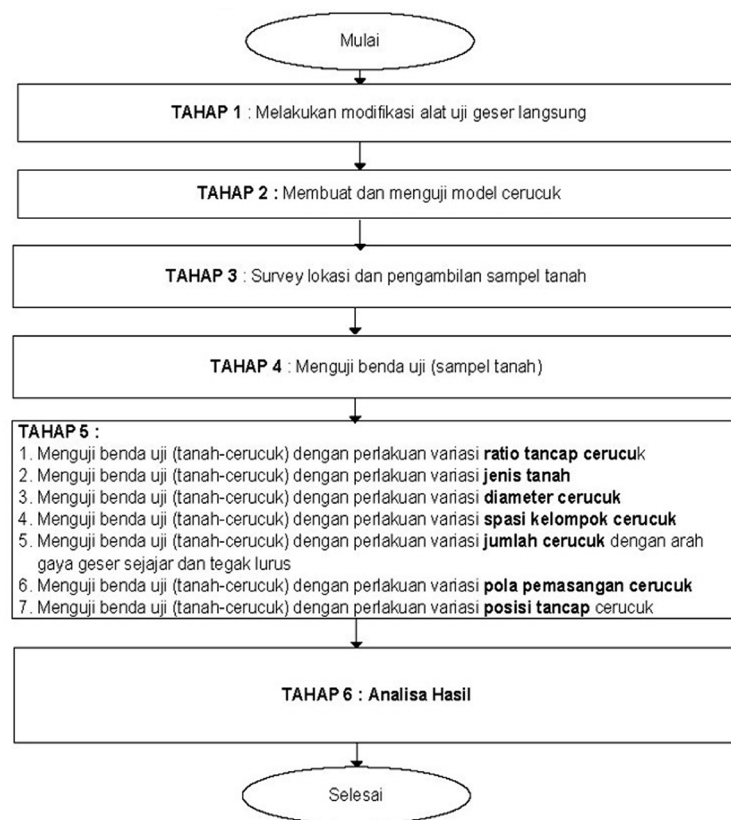 Mulai
TAHAP 1 : Melakukan modifikasi alat uji geser langsung
TAHAP 2 : Membuat dan menguji model cerucuk
TAHAP 3 : Survey lokasi dan pengambilan sampel tanah
TAHAP 4 : Menguji benda uji (sampel tanah)
TAHAP 5 :
1. Menguji benda uji (tanah-cerucuk) dengan perlakuan variasi ratio tancap cerucuk
2. Menguji benda uji (tanah-cerucuk) dengan perlakuan variasi jenis tanah
3. Menguji benda uji (tanah-cerucuk) dengan perlakuan variasi diameter cerucuk
4. Menguji benda uji (tanah-cerucuk) dengan perlakuan variasi spasi kelompok cerucuk
5. Menguji benda uji (tanah-cerucuk) dengan perlakuan variasi jumlah cerucuk dengan arah
gaya geser sejajar dan tegak lurus
6. Menguji benda uji (tanah-cerucuk) dengan perlakuan variasi pola pemasangan cerucuk
7. Menguji benda uji (tanah-cerucuk) dengan perlakuan variasi posisi tancap cerucuk
TAHAP 6 : Analisa Hasil
Selesai